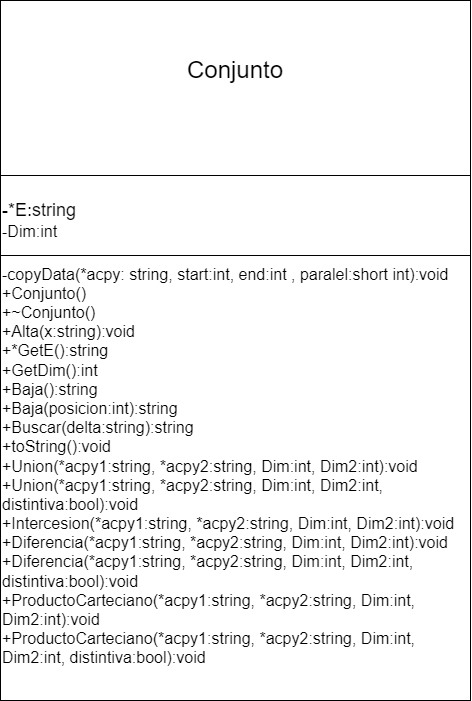 Conjunto
-*E:string
-Dim:int
-copyData(*acpy: string, start:int, end:int , paralel:short int):void
+Conjunto()
+~Conjunto()
+Alta(x:string):void
+*GetE():string
+GetDim():int
+Baja():string
+Baja(posicion:int):string
+Buscar(delta:string):string
+toString():void
+Union(*acpy1:string, *acpy2:string, Dim:int, Dim2:int):void
+Union(*acpy1:string, *acpy2:string, Dim:int, Dim2:int,
distintiva:bool):void
+Intercesion(*acpy1:string, *acpy2:string, Dim:int, Dim2:int):void
+Diferencia(*acpy1:string, *acpy2:string, Dim:int, Dim2:int):void
+Diferencia(*acpy1:string, *acpy2:string, Dim:int, Dim2:int,
distintiva:bool):void
+ProductoCarteciano(*acpy1:string, *acpy2:string, Dim:int,
Dim2:int):void
+ProductoCarteciano(*acpy1:string, *acpy2:string, Dim:int,
Dim2:int, distintiva:bool):void